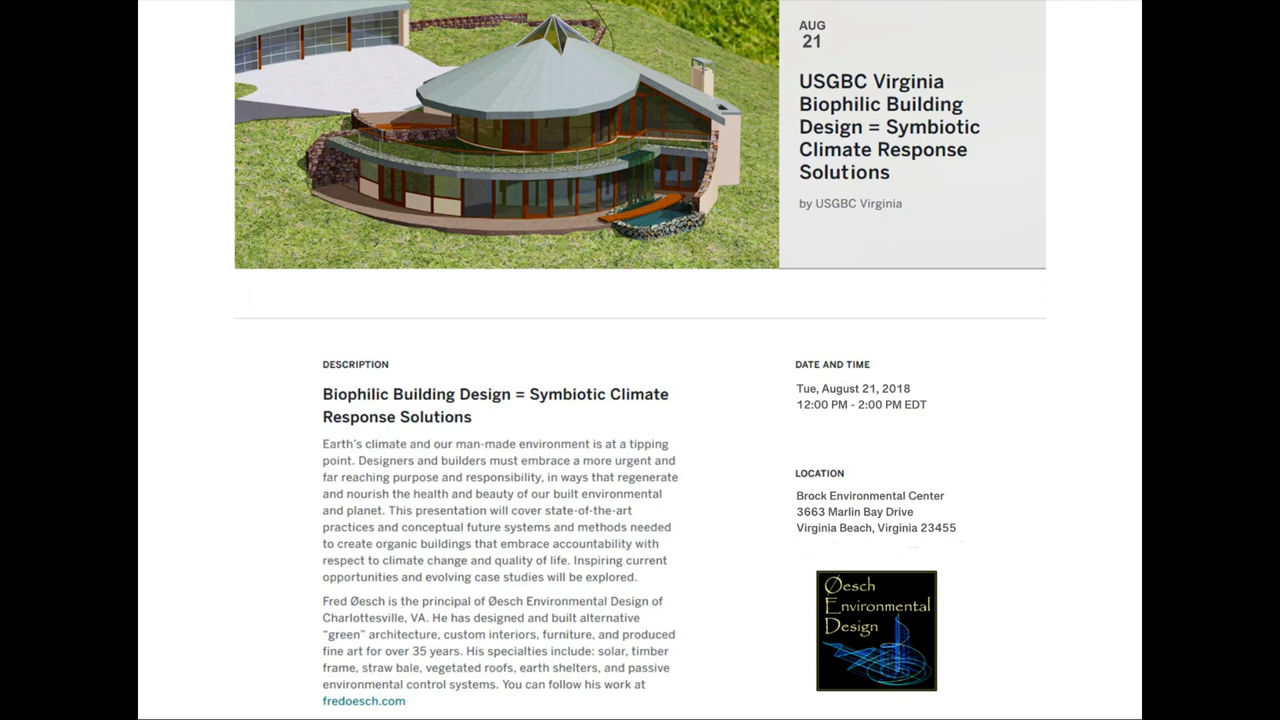 AUG
21
USGBC Virginia
Biophilic Building
Design = Symbiotic
Climate Response
Solutions
by USGBC Virginia
DESCRIPTION
Biophilic Building Design = Symbiotic Climate
Response Solutions
Earth's climate and our man-made environment is at a tipping
point. Designers and builders must embrace a more urgent and
far reaching purpose and responsibility, in ways that regenerate
and nourish the health and beauty of our built environmental
and planet. This presentation will cover state-of-the-art
practices and conceptual future systems and methods needed
to create organic buildings that embrace accountability with
respect to climate change and quality of life. Inspiring current
opportunities and evolving case studies will be explored.
Fred Øesch is the principal of Øesch Environmental Design of
Charlottesville, VA. He has designed and built alternative
“green” architecture, custom interiors, furniture, and produced
fine art for over 35 years. His specialties include: solar, timber
frame, straw bale, vegetated roofs, earth shelters, and passive
environmental control systems. You can follow his work at
fredoesch.com
DATE AND TIME
Tue, August 21, 2018
12:00 PM - 2:00 PM EDT
LOCATION
Brock Environmental Center
3663 Marlin Bay Drive
Virginia Beach, Virginia 23455
Øesch
Environmental
Design